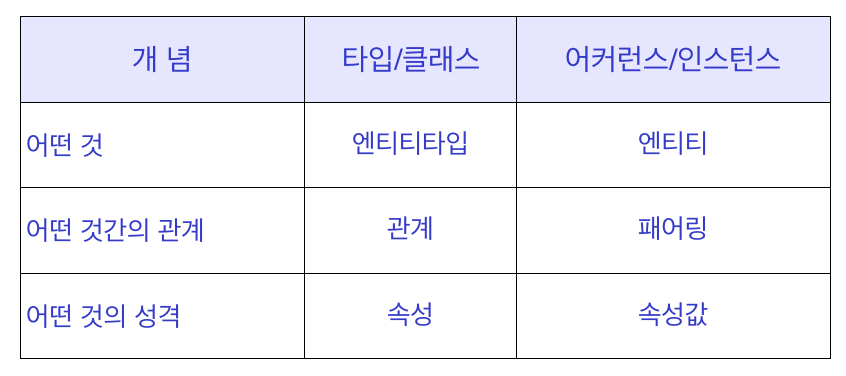 개 념 타입/클래스 어커런스/인스턴스
어떤 것 엔티티타입 엔티티
어떤 것간의 관계 관계 패어링
어떤 것의 성격 속성 속성값